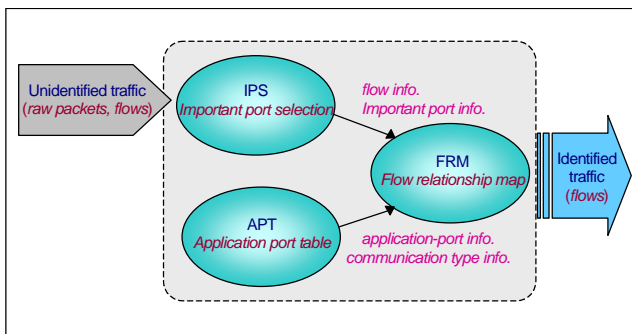 Unidentified traffic
(raw packets, flows)
IPS
Important port selection
flow info.
Important port info.
FRM
Flow relationship map
Identified
traffic
(flows)
APT
Application port table
application-port info.
communication type info.